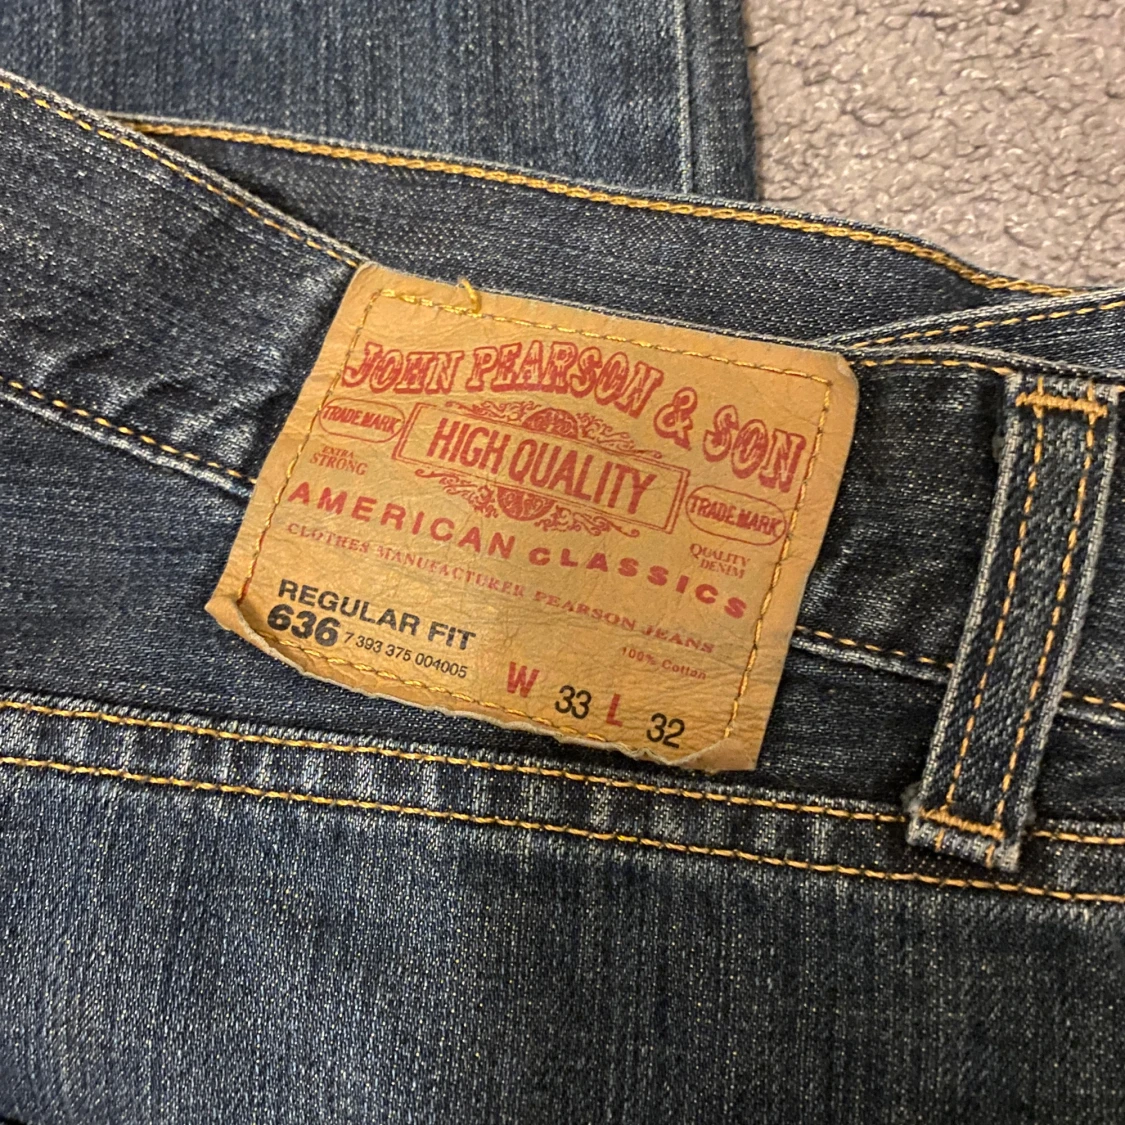 JOHN PEARSON & SON
TRADE MARK
HIGH QUALITY
TRADE MARK
EXTRA
STRONG
QUALITY
DENIM
AMERICAN CLASSICS
CLOTHES MANUFACTURER PEARSON JEANS
100% Cotton
REGULAR FIT
636 7 393 375 004005
W 33 L 32